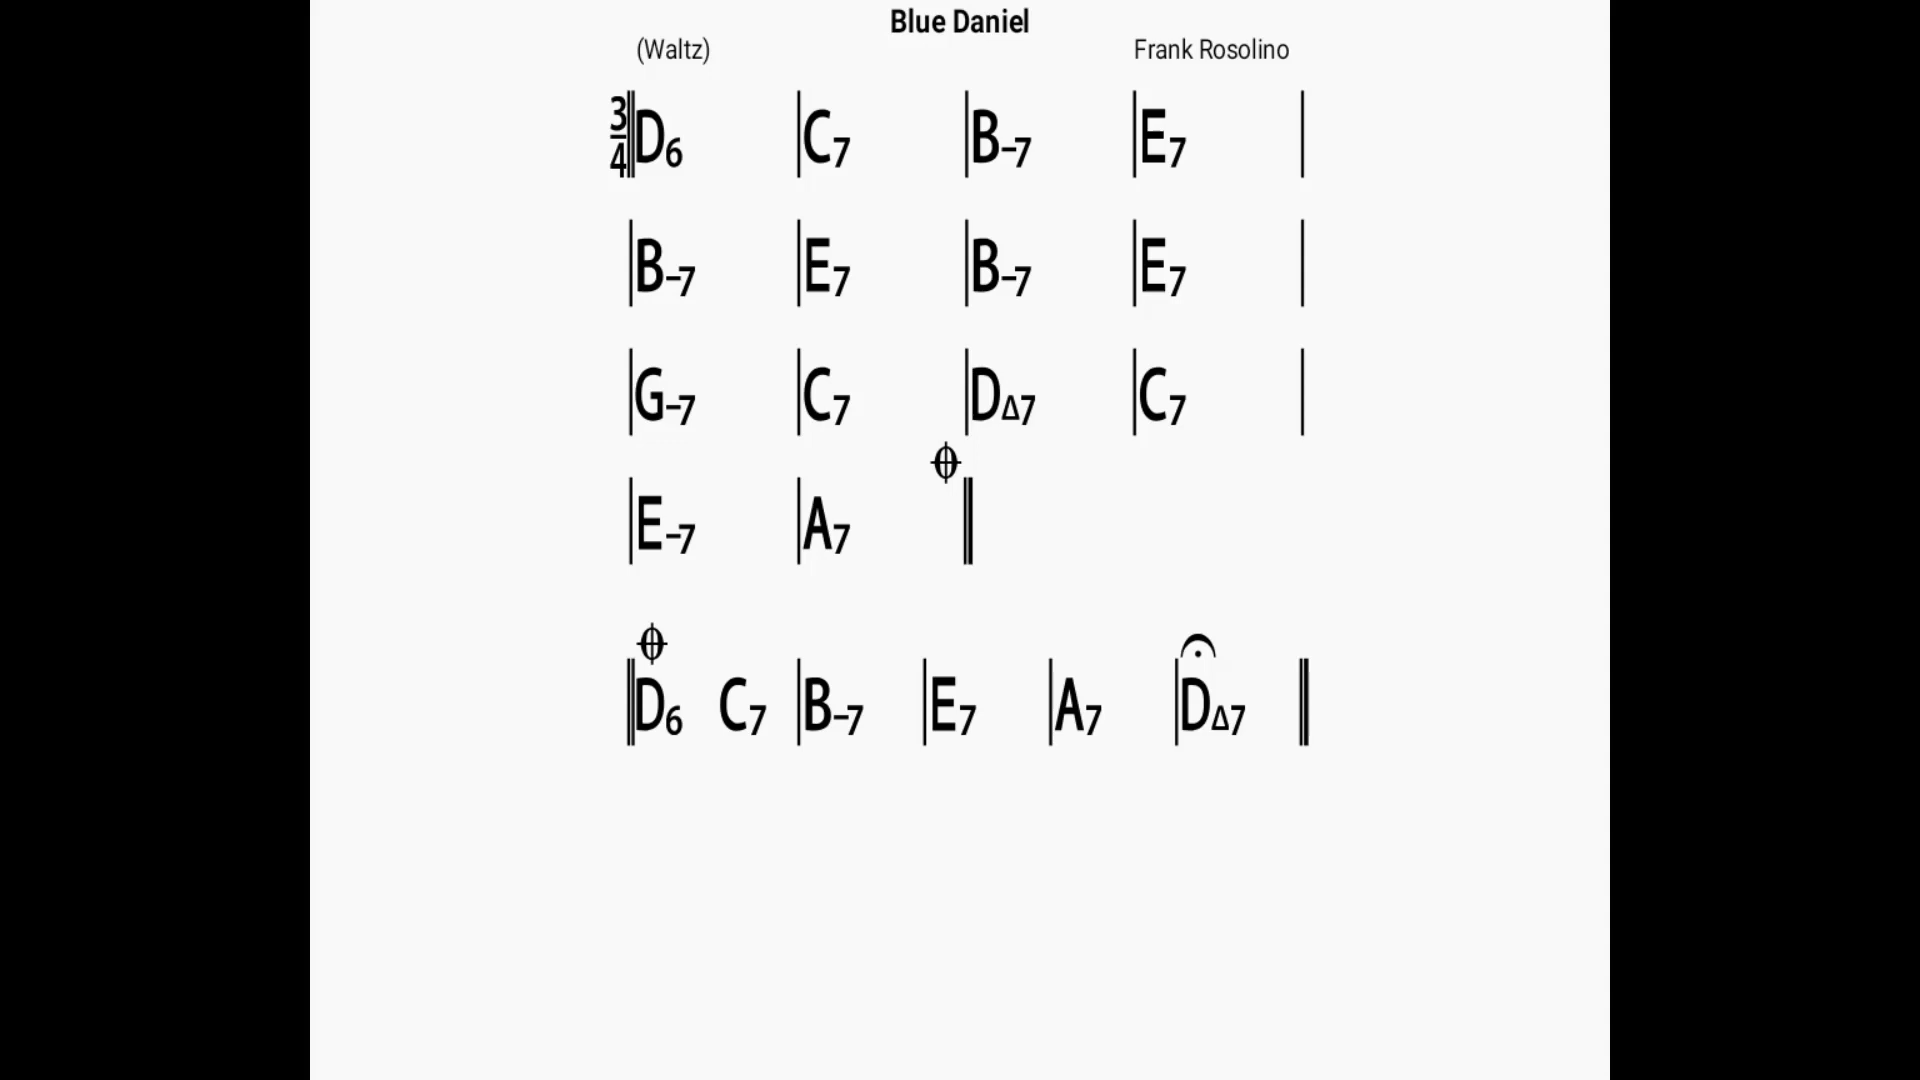 Blue Daniel
(Waltz) Frank Rosolino
3/4 D6 | C7 | B-7 | E7 |
| B-7 | E7 | B-7 | E7 |
| G-7 | C7 | DΔ7 | C7 |
| E-7 | A7 ‖
D6 C7 | B-7 | E7 | A7 | DΔ7 ‖